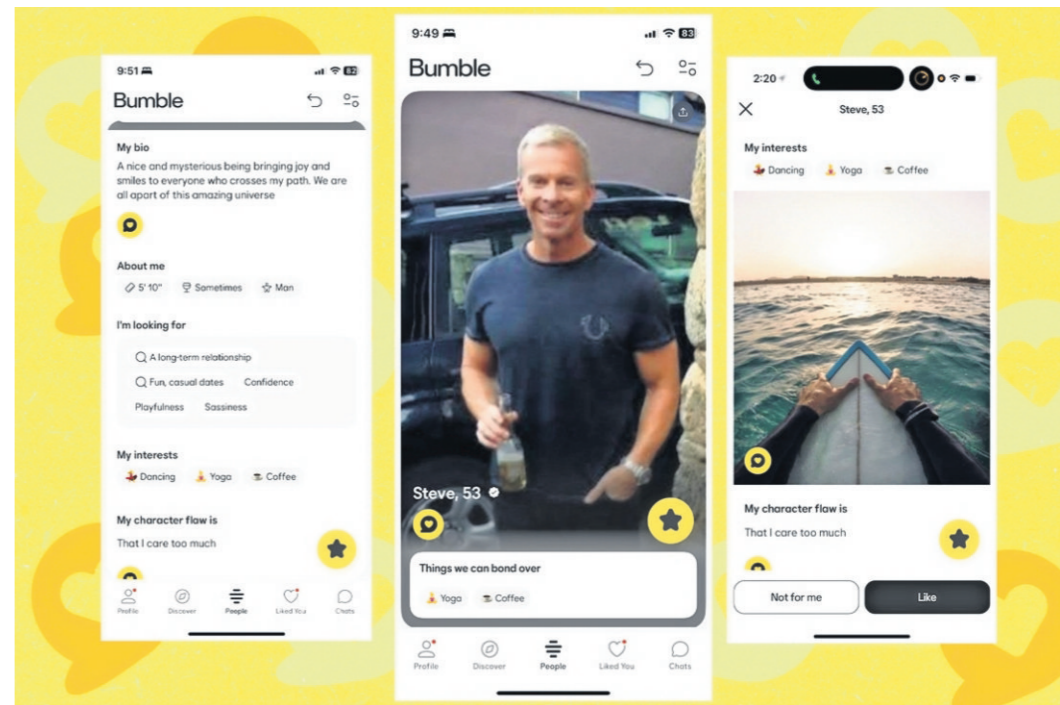 9:51
82
Bumble
My bio
A nice and mysterious being bringing joy and
smiles to everyone who crosses my path. We are
all apart of this amazing universe
About me
5' 10" Sometimes Man
I'm looking for
A long-term relationship
Fun, casual dates Confidence
Playfulness Sassiness
My interests
Dancing Yoga Coffee
My character flaw is
That I care too much
Profile Discover People Liked You Chats
9:49
83
Bumble
Steve, 53
Things we can bond over
Yoga Coffee
Profile Discover People Liked You Chats
2:20
Steve, 53
My interests
Dancing Yoga Coffee
My character flaw is
That I care too much
Not for me Like